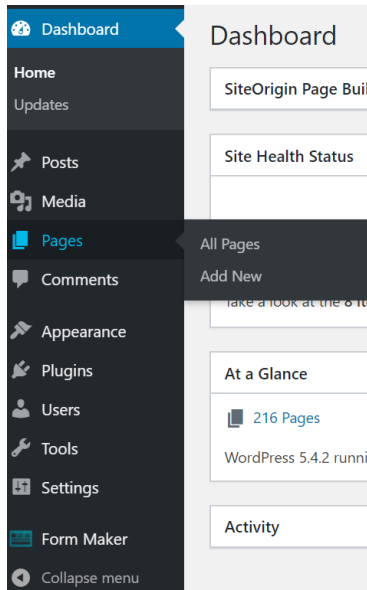 Dashboard
Home
Updates
Posts
Media
Pages
Comments
Appearance
Plugins
Users
Tools
Settings
Form Maker
Collapse menu
Dashboard
SiteOrigin Page Buil
Site Health Status
All Pages
Add New
Take a look at the 8 it
At a Glance
216 Pages
WordPress 5.4.2 runni
Activity